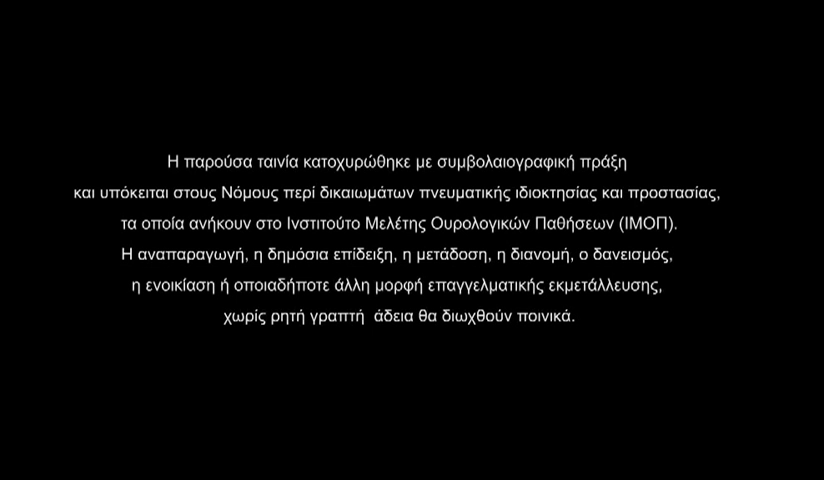 Η παρούσα ταινία κατοχυρώθηκε με συμβολαιογραφική πράξη
και υπόκειται στους Νόμους περί δικαιωμάτων πνευματικής ιδιοκτησίας και προστασίας,
τα οποία ανήκουν στο Ινστιτούτο Μελέτης Ουρολογικών Παθήσεων (ΙΜΟΠ).
Η αναπαραγωγή, η δημόσια επίδειξη, η μετάδοση, η διανομή, ο δανεισμός,
η ενοικίαση ή οποιαδήποτε άλλη μορφή επαγγελματικής εκμετάλλευσης,
χωρίς ρητή γραπτή  άδεια θα διωχθούν ποινικά.